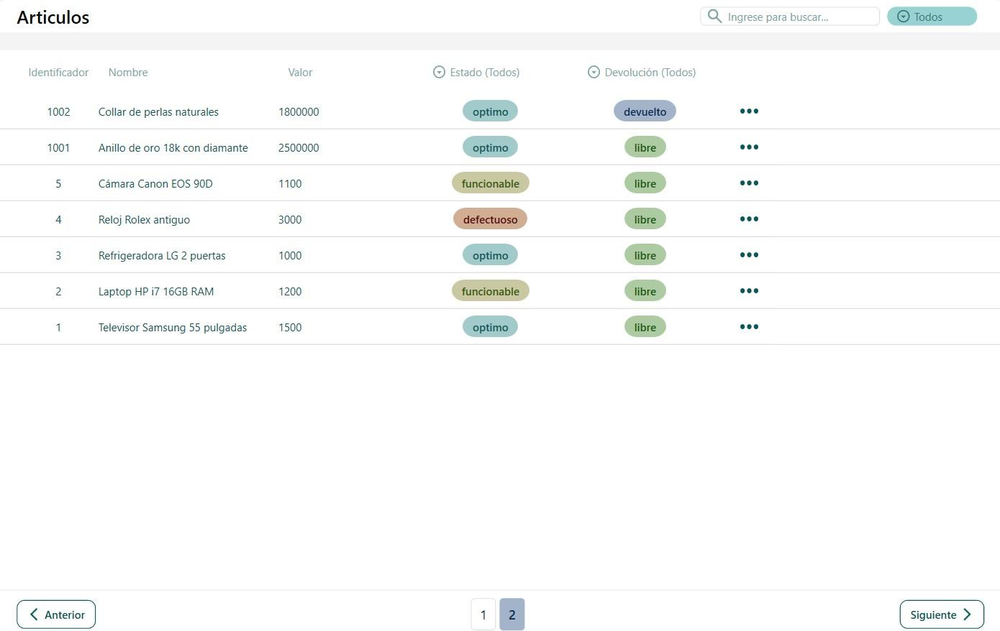 Articulos
Ingrese para buscar...
Todos
Identificador Nombre Valor Estado (Todos) Devolución (Todos)
1002 Collar de perlas naturales 1800000 optimo devuelto
1001 Anillo de oro 18k con diamante 2500000 optimo libre
5 Cámara Canon EOS 90D 1100 funcionable libre
4 Reloj Rolex antiguo 3000 defectuoso libre
3 Refrigeradora LG 2 puertas 1000 optimo libre
2 Laptop HP i7 16GB RAM 1200 funcionable libre
1 Televisor Samsung 55 pulgadas 1500 optimo libre
Anterior 1 2 Siguiente